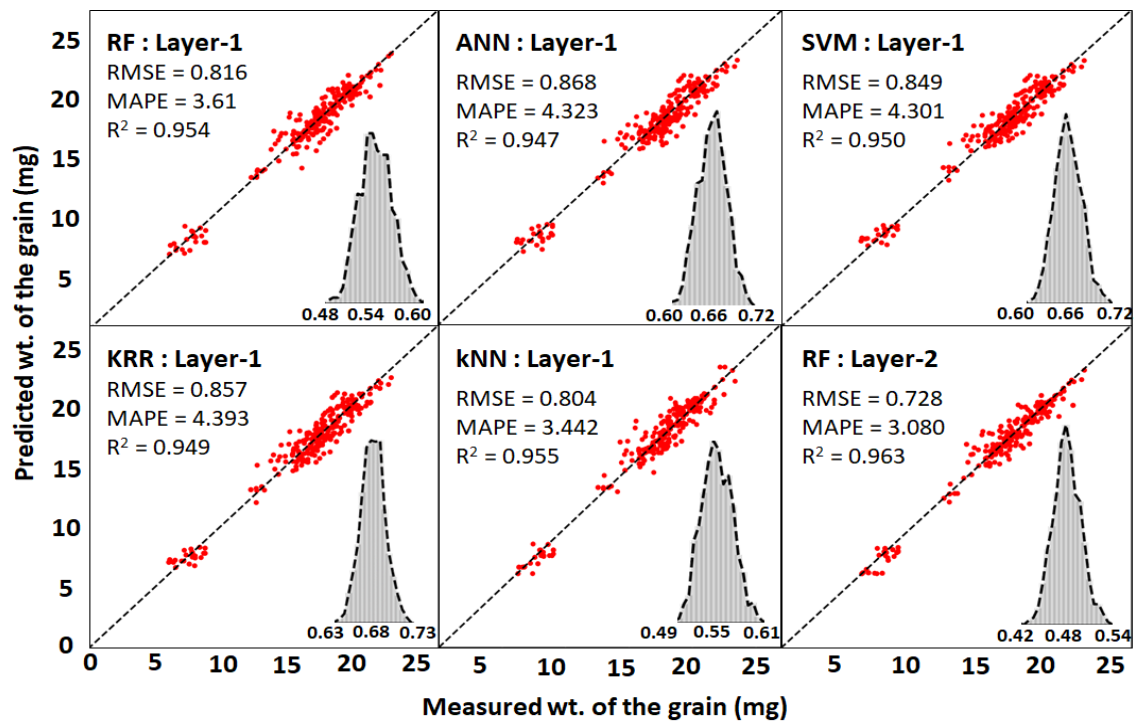 RF : Layer-1
RMSE = 0.816
MAPE = 3.61
R² = 0.954
0.48 0.54 0.60
ANN : Layer-1
RMSE = 0.868
MAPE = 4.323
R² = 0.947
0.60 0.66 0.72
SVM : Layer-1
RMSE = 0.849
MAPE = 4.301
R² = 0.950
0.60 0.66 0.72
25
20
15
10
5
KRR : Layer-1
RMSE = 0.857
MAPE = 4.393
R² = 0.949
0.63 0.68 0.73
kNN : Layer-1
RMSE = 0.804
MAPE = 3.442
R² = 0.955
0.49 0.55 0.61
RF : Layer-2
RMSE = 0.728
MAPE = 3.080
R² = 0.963
0.42 0.48 0.54
25
20
15
10
5
0
Predicted wt. of the grain (mg)
0 5 10 15 20 25 5 10 15 20 25 5 10 15 20 25
Measured wt. of the grain (mg)